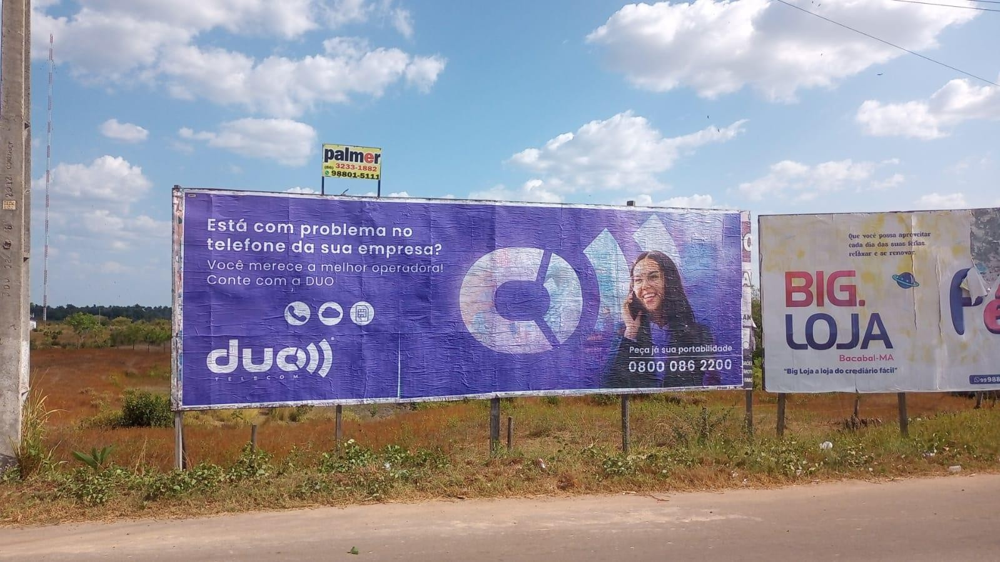 palmer
(86) 3233-1882
98801-5111
Está com problema no
telefone da sua empresa?
Você merece a melhor operadora!
Conte com a DUO
duo
TELECOM
Peça já sua portabilidade
0800 086 2200
Que você possa aproveitar
cada dia das suas férias,
relaxar e se renovar.
BIG.
LOJA
Bacabal-MA
"Big Loja a loja do crediário fácil"
99 988